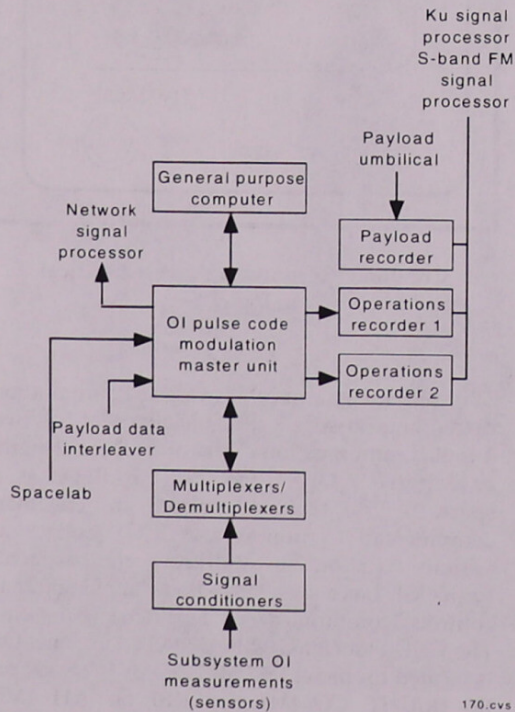 Ku signal
processor
S-band FM
signal
processor
Payload
umbilical
General purpose
computer
Network
signal
processor
Payload
recorder
OI pulse code
modulation
master unit
Operations
recorder 1
Operations
recorder 2
Payload data
interleaver
Spacelab
Multiplexers/
Demultiplexers
Signal
conditioners
Subsystem OI
measurements
(sensors)
170.cvs